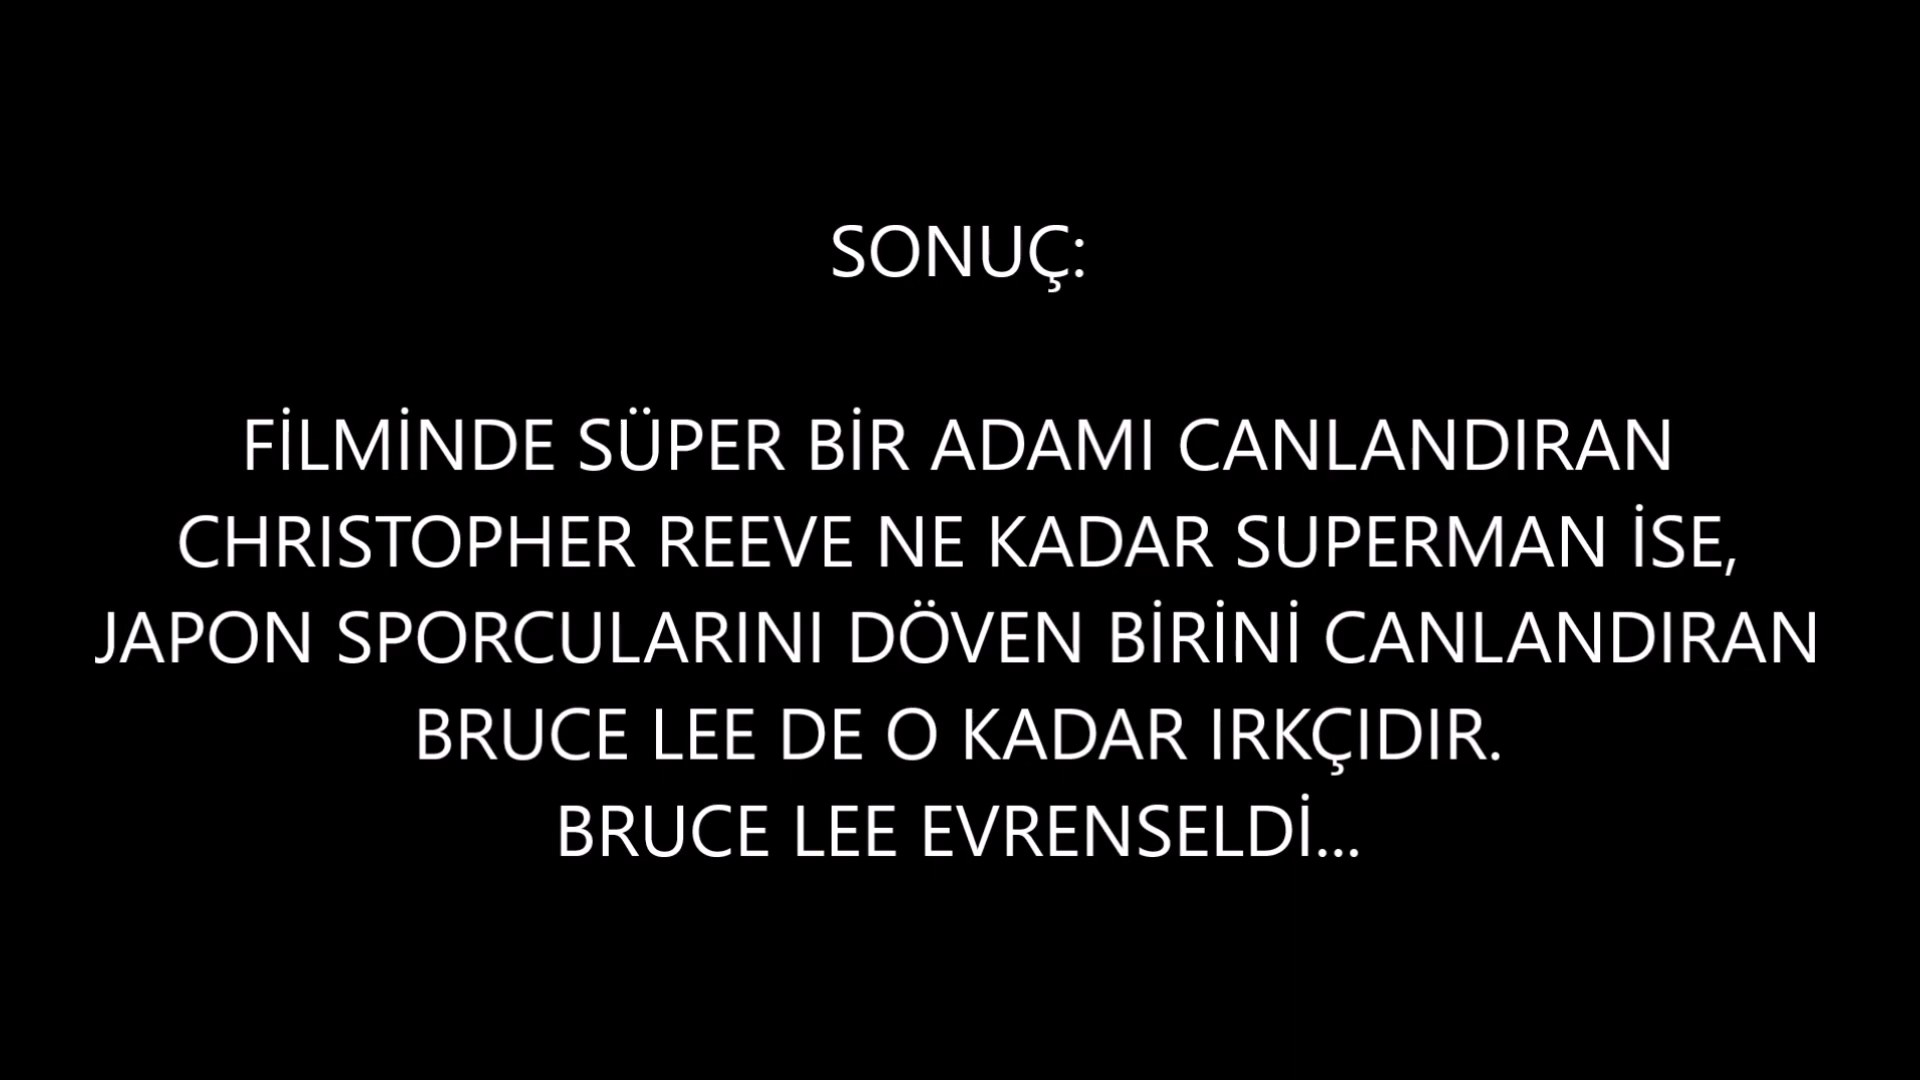 SONUÇ:
FİLMİNDE SÜPER BİR ADAMI CANLANDIRAN
CHRISTOPHER REEVE NE KADAR SUPERMAN İSE,
JAPON SPORCULARINI DÖVEN BİRİNİ CANLANDIRAN
BRUCE LEE DE O KADAR IRKÇIDIR.
BRUCE LEE EVRENSELDİ...